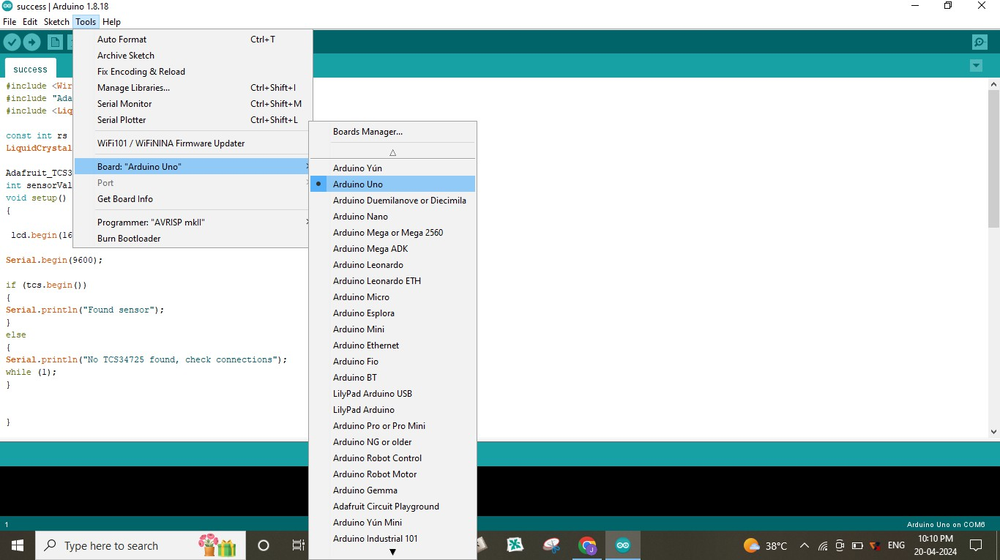 success | Arduino 1.8.18
File Edit Sketch Tools Help
success
#include <Wir
#include "Ada
#include <Liq
const int rs
LiquidCrystal
Adafruit_TCS3
int sensorVal
void setup()
{
lcd.begin(16
Serial.begin(9600);
if (tcs.begin())
{
Serial.println("Found sensor");
}
else
{
Serial.println("No TCS34725 found, check connections");
while (1);
}
}
Auto Format Ctrl+T
Archive Sketch
Fix Encoding & Reload
Manage Libraries... Ctrl+Shift+I
Serial Monitor Ctrl+Shift+M
Serial Plotter Ctrl+Shift+L
WiFi101 / WiFiNINA Firmware Updater
Board: "Arduino Uno"
Port
Get Board Info
Programmer: "AVRISP mkII"
Burn Bootloader
Boards Manager...
Arduino Yún
Arduino Uno
Arduino Duemilanove or Diecimila
Arduino Nano
Arduino Mega or Mega 2560
Arduino Mega ADK
Arduino Leonardo
Arduino Leonardo ETH
Arduino Micro
Arduino Esplora
Arduino Mini
Arduino Ethernet
Arduino Fio
Arduino BT
LilyPad Arduino USB
LilyPad Arduino
Arduino Pro or Pro Mini
Arduino NG or older
Arduino Robot Control
Arduino Robot Motor
Arduino Gemma
Adafruit Circuit Playground
Arduino Yún Mini
Arduino Industrial 101
1
Arduino Uno on COM6
Type here to search
J
38°C
ENG
10:10 PM
20-04-2024